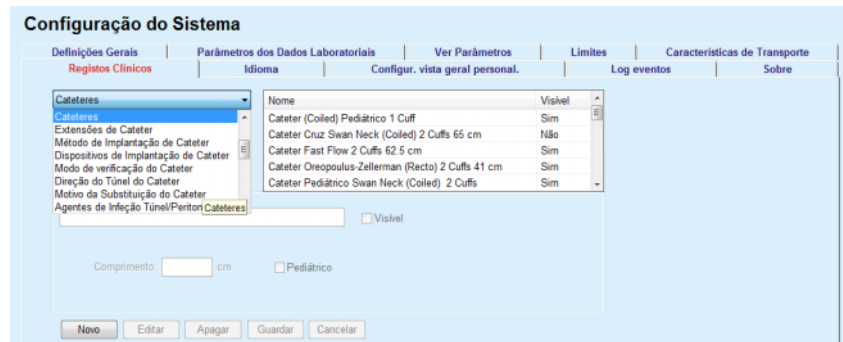 Configuração do Sistema
Definições Gerais Parâmetros dos Dados Laboratoriais Ver Parâmetros Limites Características de Transporte
Registos Clínicos Idioma Configur. vista geral personal. Log eventos Sobre
Cateteres Nome Visível
Cateteres
Extensões de Cateter
Método de Implantação de Cateter
Dispositivos de Implantação de Cateter
Modo de verificação do Cateter
Direção do Túnel do Cateter
Motivo da Substituição do Cateter
Agentes de Infeção Túnel/Periton
Cateteres
Cateter (Coiled) Pediátrico 1 Cuff Sim
Cateter Cruz Swan Neck (Coiled) 2 Cuffs 65 cm Não
Cateter Fast Flow 2 Cuffs 62.5 cm Sim
Cateter Oreopoulus-Zellerman (Recto) 2 Cuffs 41 cm Sim
Cateter Pediátrico Swan Neck (Coiled) 2 Cuffs Sim
Visível
Comprimento: cm Pediátrico
Novo Editar Apagar Guardar Cancelar